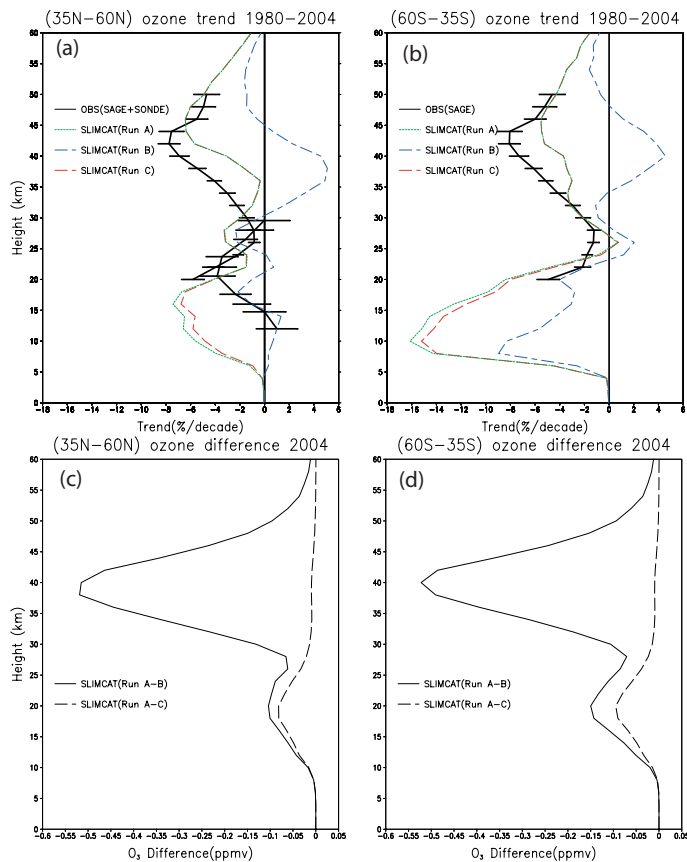 (35N−60N) ozone trend 1980−2004
(a)
Height (km)
60
55
50
45
40
35
30
25
20
15
10
5
0
OBS(SAGE+SONDE)
SLIMCAT(Run A)
SLIMCAT(Run B)
SLIMCAT(Run C)
−18 −16 −14 −12 −10 −8 −6 −4 −2 0 2 4 6
Trend(%/decade)
(60S−35S) ozone trend 1980−2004
(b)
60
55
50
45
40
35
30
25
20
15
10
5
0
OBS(SAGE)
SLIMCAT(Run A)
SLIMCAT(Run B)
SLIMCAT(Run C)
−18 −16 −14 −12 −10 −8 −6 −4 −2 0 2 4 6
Trend(%/decade)
(35N−60N) ozone difference 2004
(c)
Height (km)
60
55
50
45
40
35
30
25
20
15
10
5
0
SLIMCAT(Run A−B)
SLIMCAT(Run A−C)
−0.6 −0.55 −0.5 −0.45 −0.4 −0.35 −0.3 −0.25 −0.2 −0.15 −0.1 −0.05 0 0.05
O₃ Difference(ppmv)
(60S−35S) ozone difference 2004
(d)
60
55
50
45
40
35
30
25
20
15
10
5
0
SLIMCAT(Run A−B)
SLIMCAT(Run A−C)
−0.6 −0.55 −0.5 −0.45 −0.4 −0.35 −0.3 −0.25 −0.2 −0.15 −0.1 −0.05 0 0.05
O₃ Difference(ppmv)